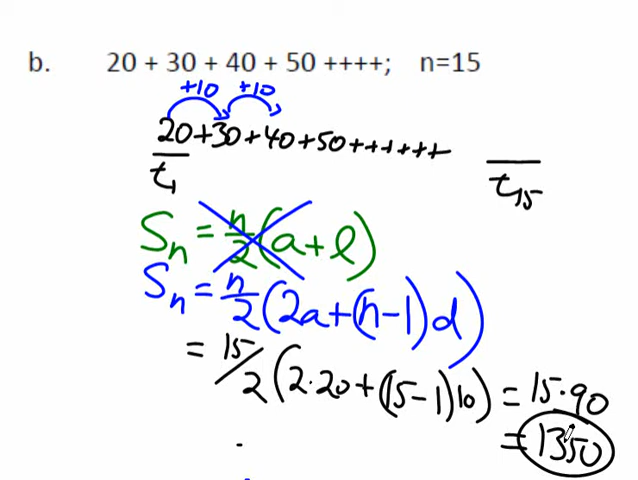 b. 20 + 30 + 40 + 50 ++++; n=15
+10 +10
20+30+40+50++++++
t₁ t₁₅
Sₙ = n/2 (a+l)
Sₙ = n/2 (2a+(n-1)d)
= 15/2 (2·20+(15-1)10) = 15·90
= 1350